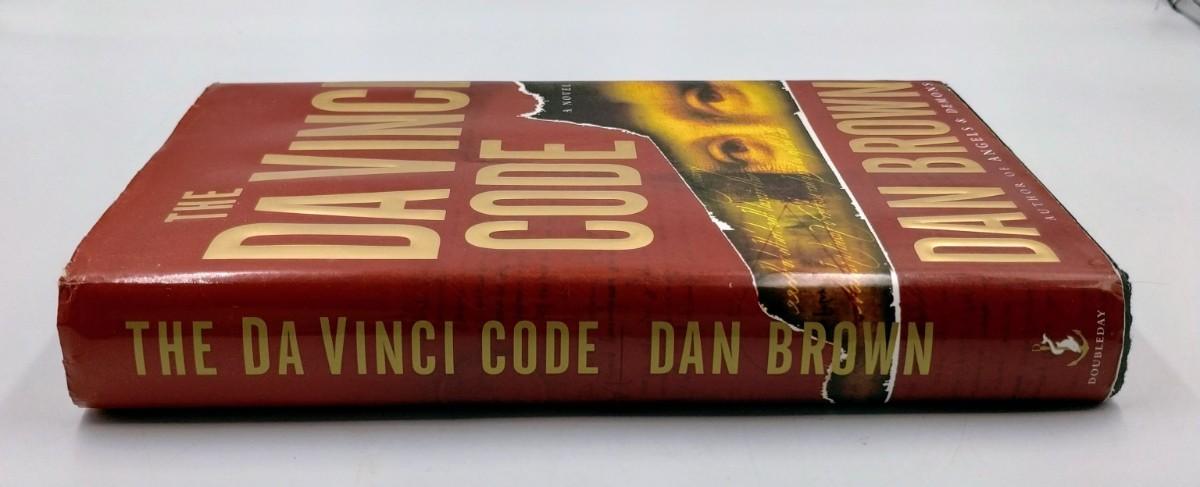 THE
DA VINCI
CODE
A NOVEL
DAN BROWN
AUTHOR OF ANGELS & DEMONS
THE DA VINCI CODE DAN BROWN
DOUBLEDAY